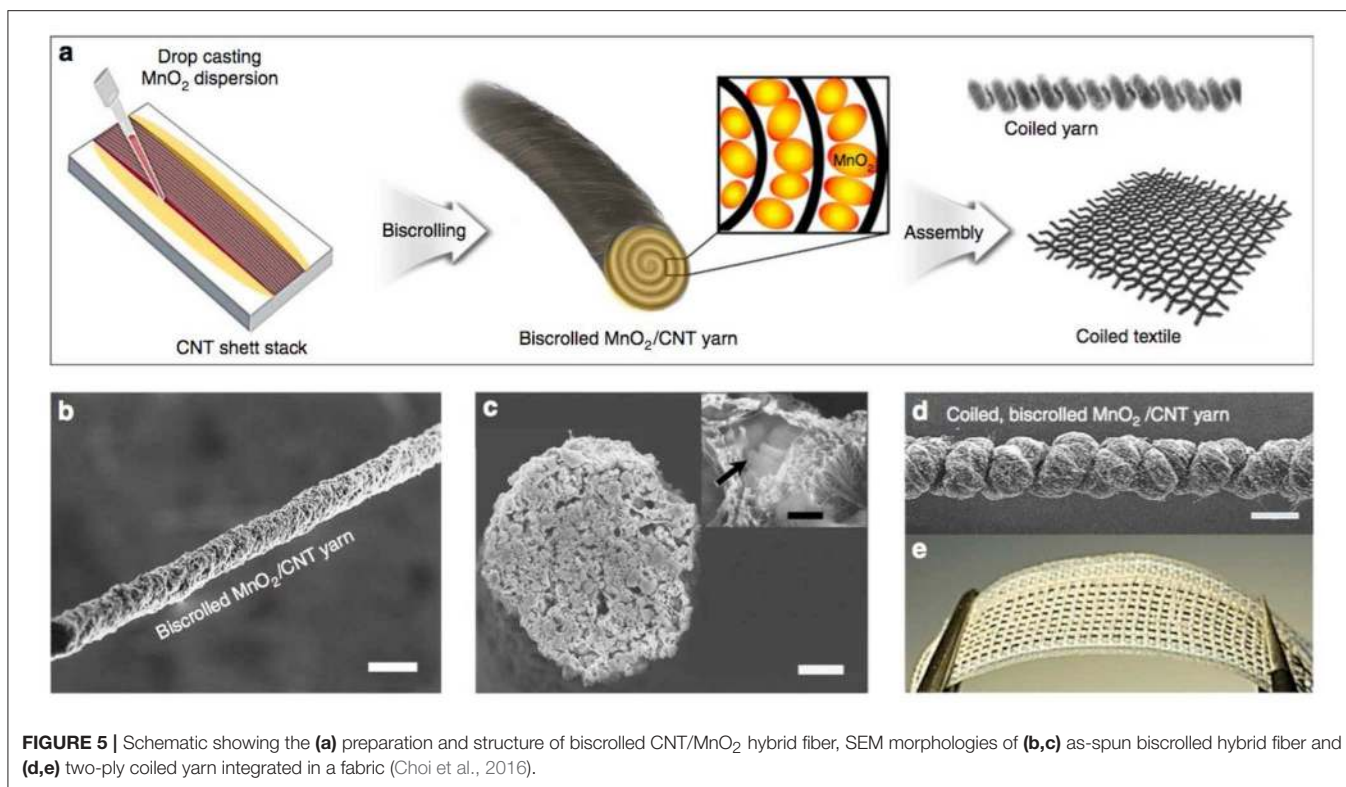 a
Drop casting
MnO₂ dispersion
CNT shett stack
Biscrolling
Biscrolled MnO₂/CNT yarn
MnO₂
Assembly
Coiled yarn
Coiled textile
b
Biscrolled MnO₂/CNT yarn
c
d Coiled, biscrolled MnO₂ /CNT yarn
e
FIGURE 5 | Schematic showing the (a) preparation and structure of biscrolled CNT/MnO₂ hybrid fiber, SEM morphologies of (b,c) as-spun biscrolled hybrid fiber and
(d,e) two-ply coiled yarn integrated in a fabric (Choi et al., 2016).